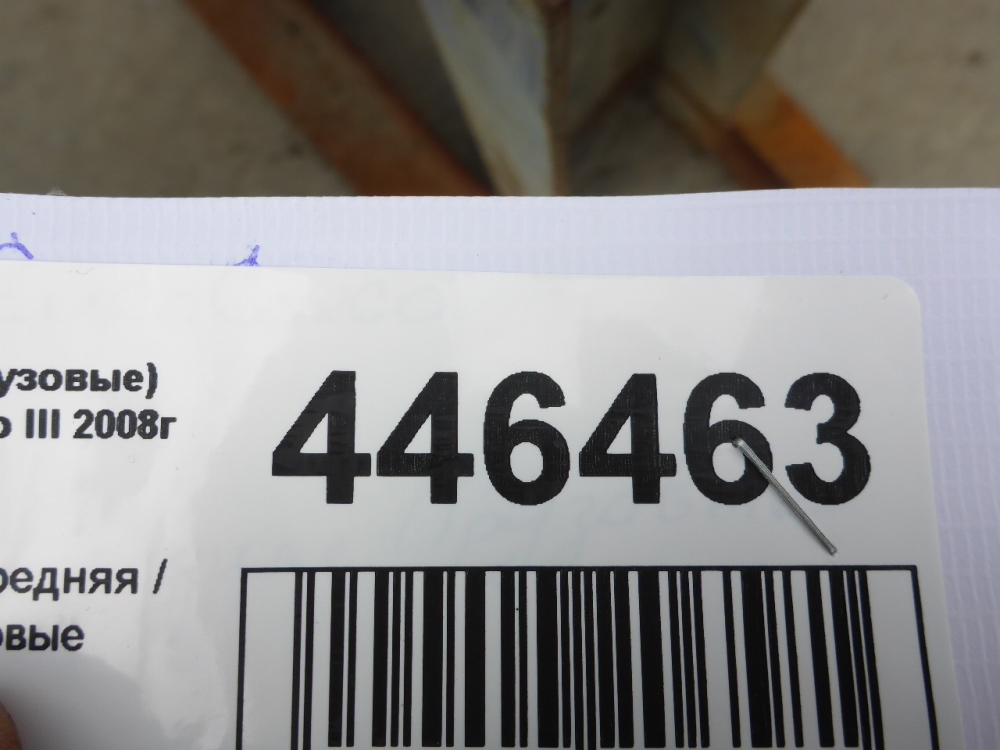 узовые)
о III 2008г
446463
редняя /
овые